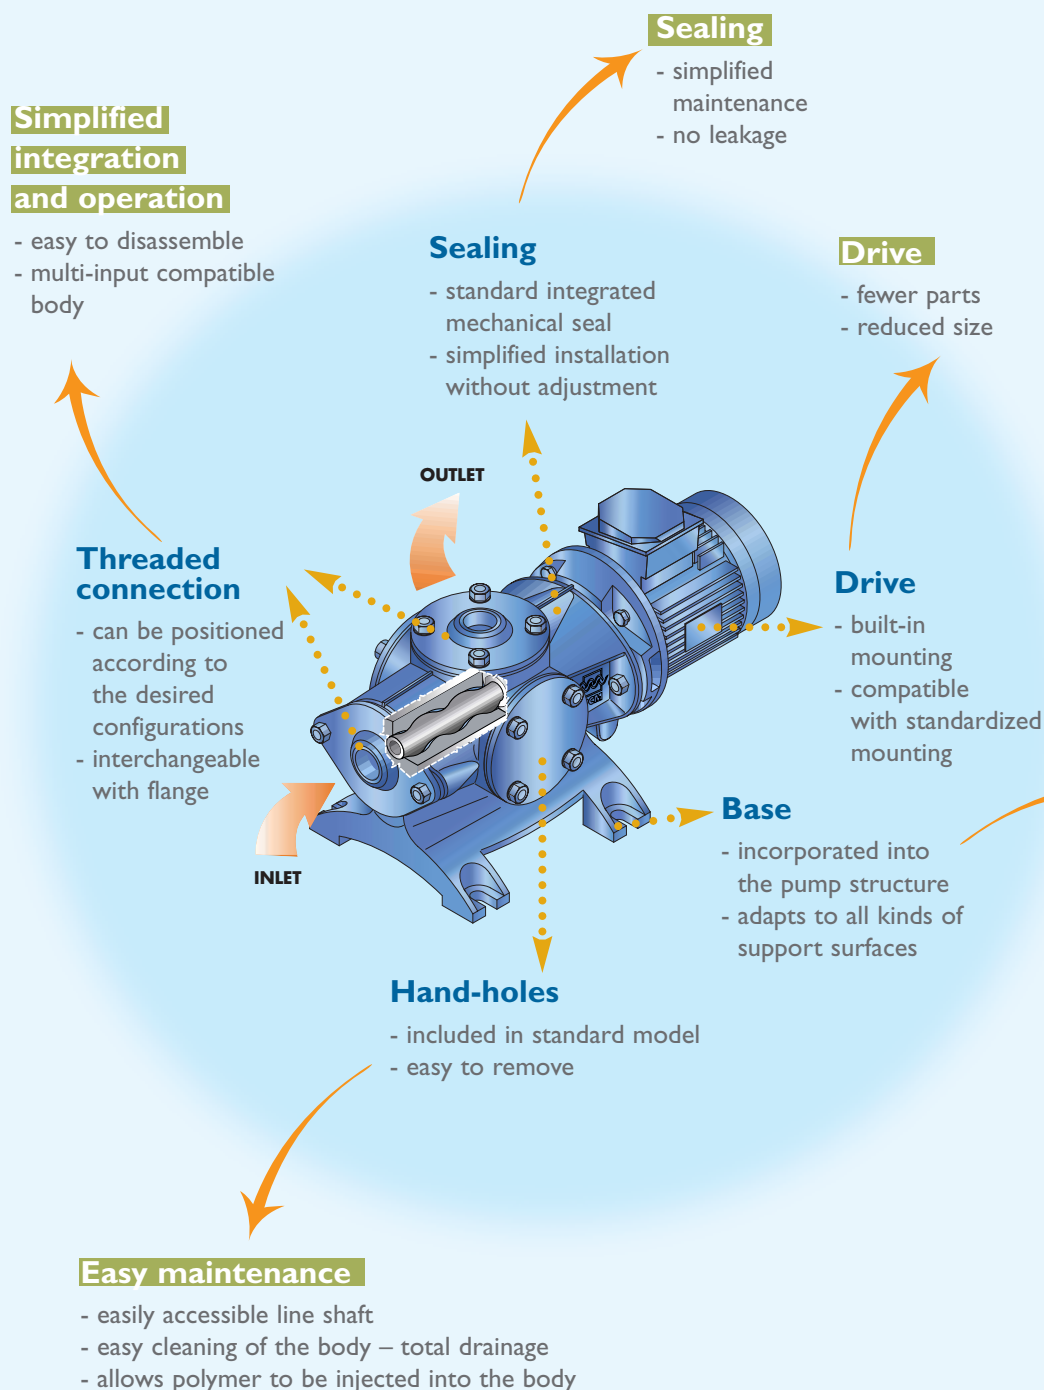 Sealing
- simplified
maintenance
- no leakage
Simplified
integration
and operation
- easy to disassemble
- multi-input compatible
body
Sealing
- standard integrated
mechanical seal
- simplified installation
without adjustment
Drive
- fewer parts
- reduced size
OUTLET
Threaded
connection
- can be positioned
according to
the desired
configurations
- interchangeable
with flange
Drive
- built-in
mounting
- compatible
with standardized
mounting
Base
- incorporated into
the pump structure
- adapts to all kinds of
support surfaces
INLET
Hand-holes
- included in standard model
- easy to remove
Easy maintenance
- easily accessible line shaft
- easy cleaning of the body – total drainage
- allows polymer to be injected into the body